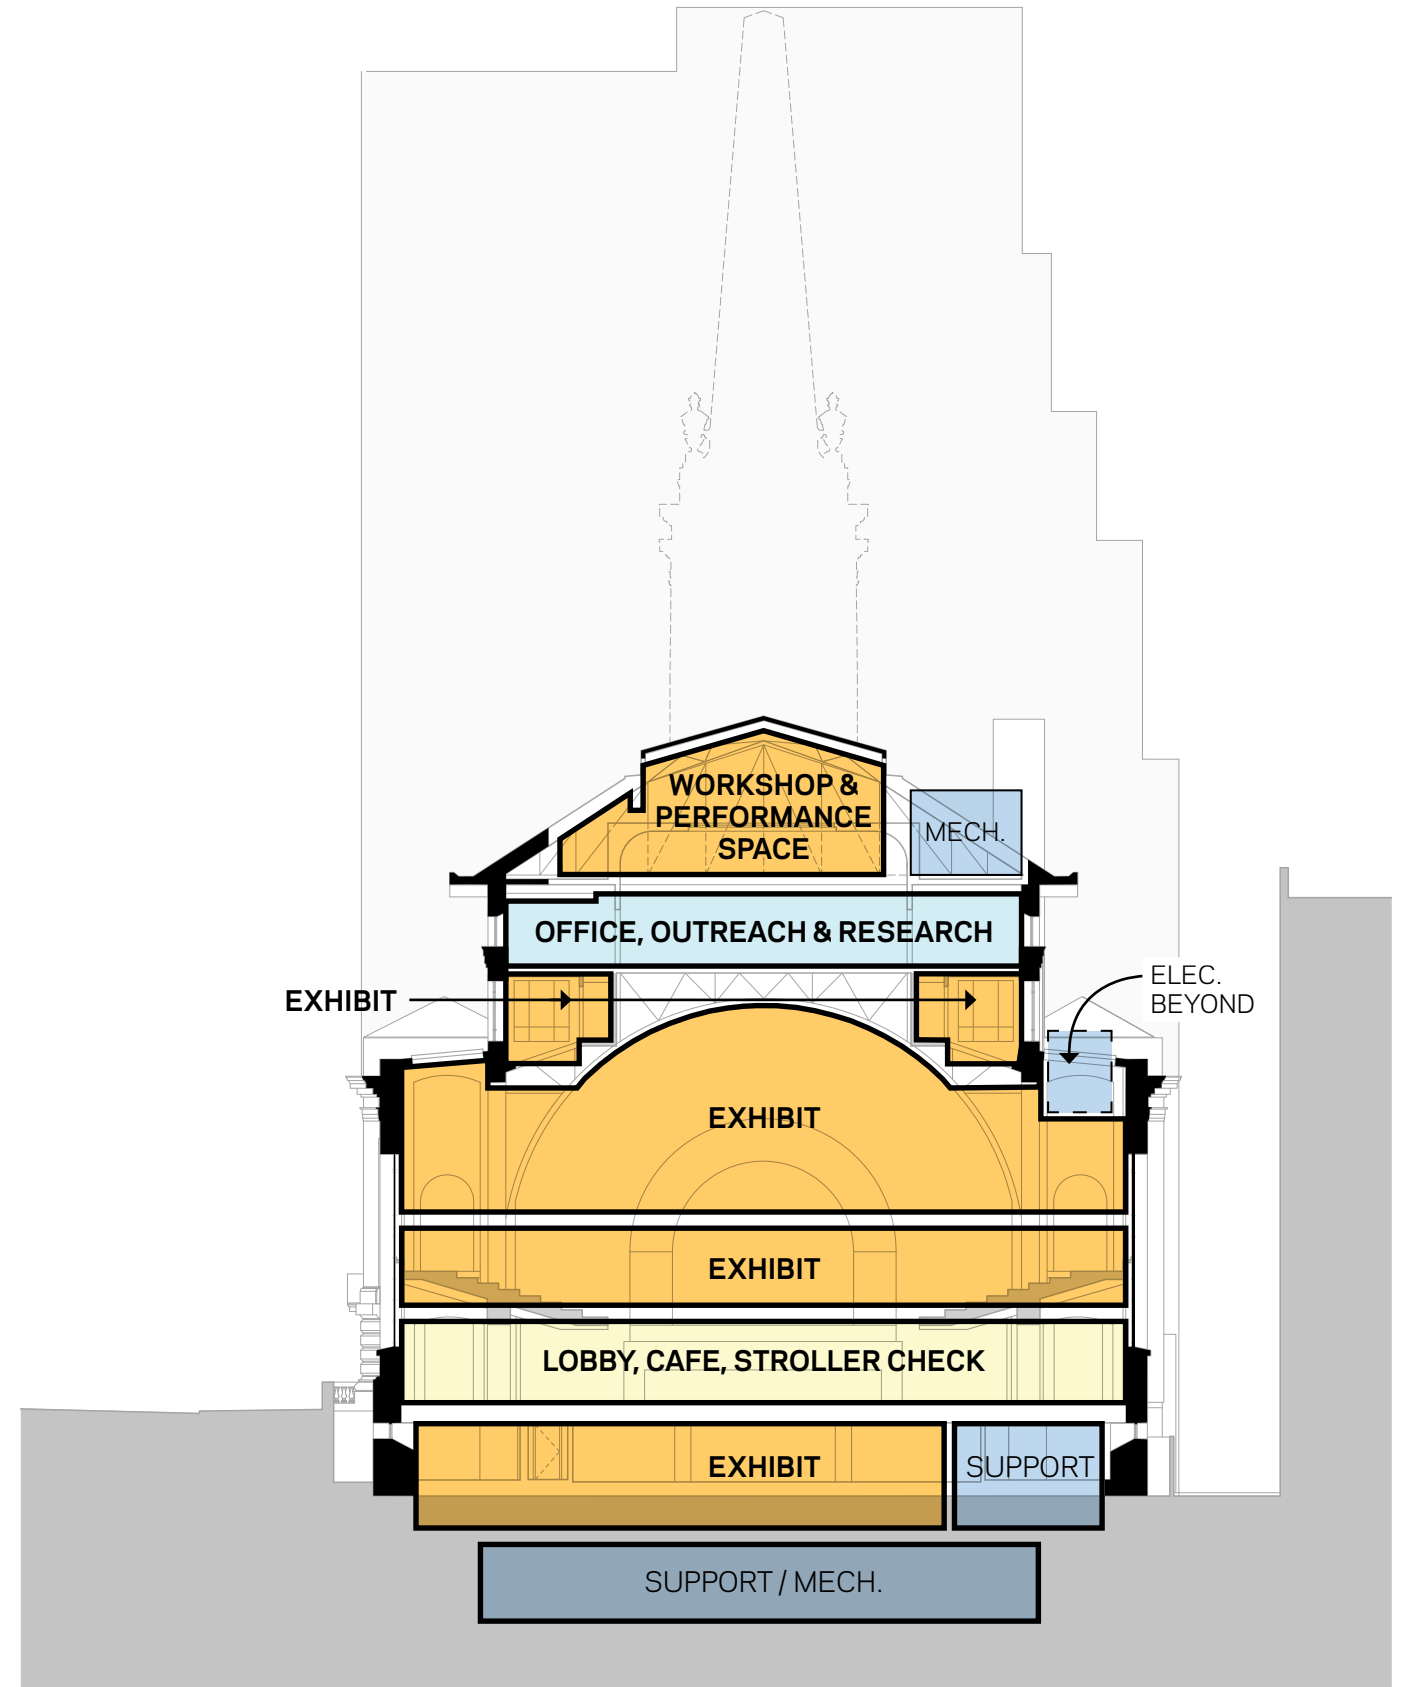 WORKSHOP &
PERFORMANCE
SPACE
MECH.
OFFICE, OUTREACH & RESEARCH
EXHIBIT
ELEC.
BEYOND
EXHIBIT
EXHIBIT
LOBBY, CAFE, STROLLER CHECK
EXHIBIT
SUPPORT
SUPPORT / MECH.